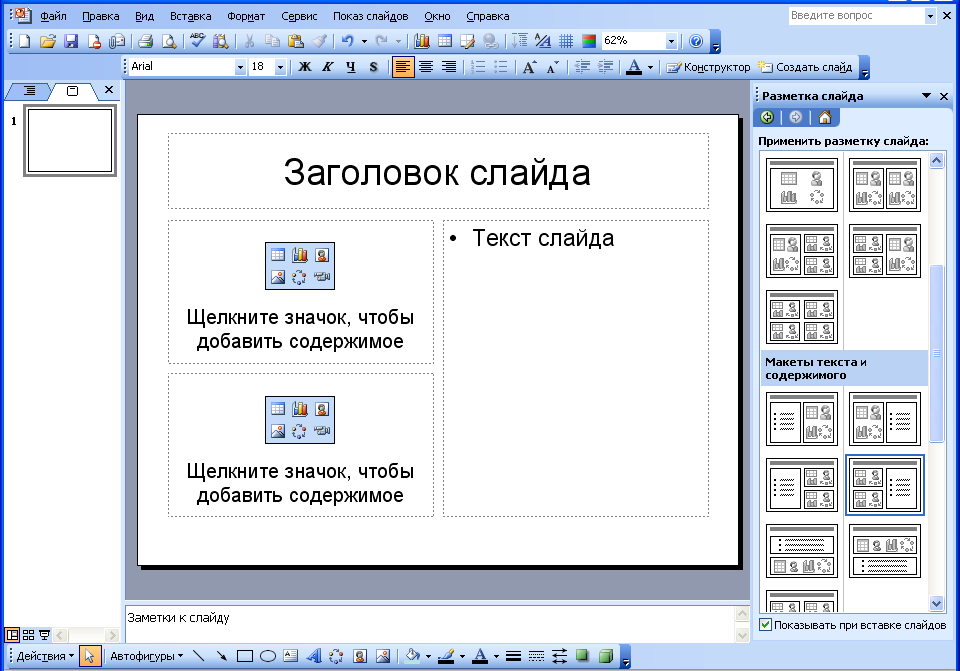 Файл Правка Вид Вставка Формат Сервис Показ слайдов Окно Справка Введите вопрос
62%
Arial 18 Ж К Ч S A A A Конструктор Создать слайд
Разметка слайда
Применить разметку слайда:
1
Заголовок слайда
Щелкните значок, чтобы
добавить содержимое
• Текст слайда
Щелкните значок, чтобы
добавить содержимое
Макеты текста и
содержимого
Заметки к слайду
Показывать при вставке слайдов
Действия Автофигуры